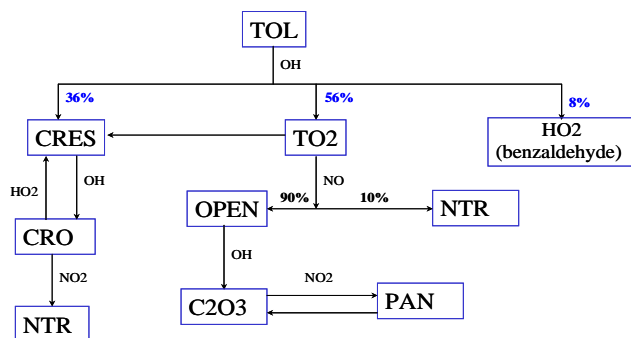 TOL
OH
36%
56%
8%
CRES
TO2
HO2
(benzaldehyde)
HO2
OH
NO
OPEN
90%
10%
NTR
CRO
OH
NO2
C2O3
NO2
PAN
NTR